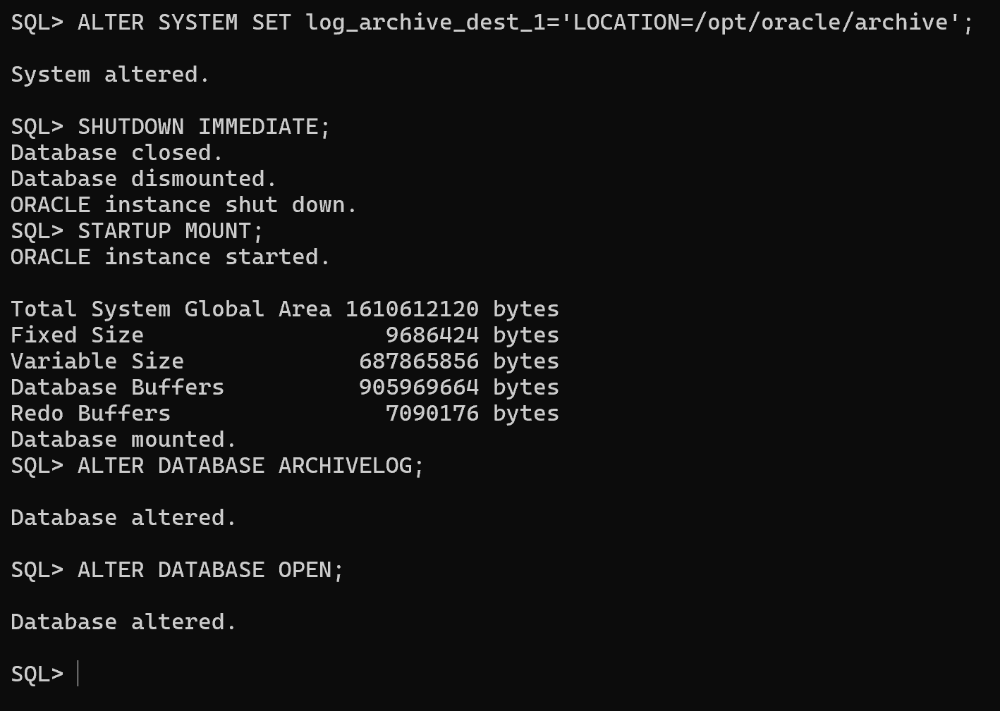 SQL> ALTER SYSTEM SET log_archive_dest_1='LOCATION=/opt/oracle/archive';
System altered.
SQL> SHUTDOWN IMMEDIATE;
Database closed.
Database dismounted.
ORACLE instance shut down.
SQL> STARTUP MOUNT;
ORACLE instance started.
Total System Global Area 1610612120 bytes
Fixed Size                  9686424 bytes
Variable Size             687865856 bytes
Database Buffers          905969664 bytes
Redo Buffers                7090176 bytes
Database mounted.
SQL> ALTER DATABASE ARCHIVELOG;
Database altered.
SQL> ALTER DATABASE OPEN;
Database altered.
SQL>